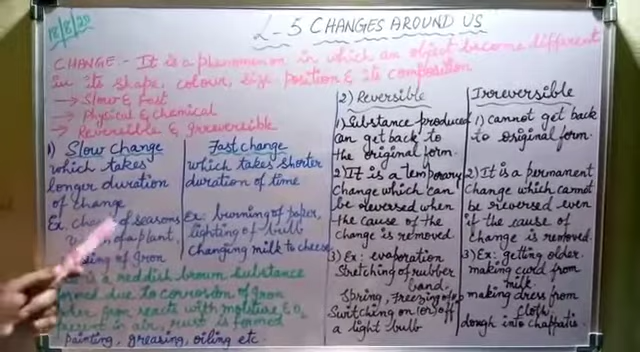 18/8/20
L-5 CHANGES AROUND US
CHANGE:- It is a phenomenon in which an object become different
in its shape, colour, size position & its composition
→ Slow & Fast
→ Physical & chemical
→ Reversible & Irreversible
1) Slow change
which takes
longer duration
of change
Ex. of seasons
of a plant,
of Iron
Fast change
which takes shorter
duration of time
Ex: burning of paper,
lighting of bulb
Changing milk to cheese
is a reddish brown substance
formed due to corrosion of Iron
Iron reacts with moisture & O2
present in air, rust is formed
Painting, greasing, oiling etc
2) Reversible
1) Substance produced
can get back to
the original form.
2) It is a temporary
change which can
be reversed when
the cause of the
change is removed.
3) Ex: evaporation
Stretching of rubber
band.
Spring, freezing of
Switching on (or) off
a light bulb
Irreversible
1) cannot get back
to original form.
2) It is a permanent
change which cannot
be reversed even
if the cause of
change is removed.
3) Ex: getting older.
making curd from
milk.
making dress from
cloth
dough into chappatis